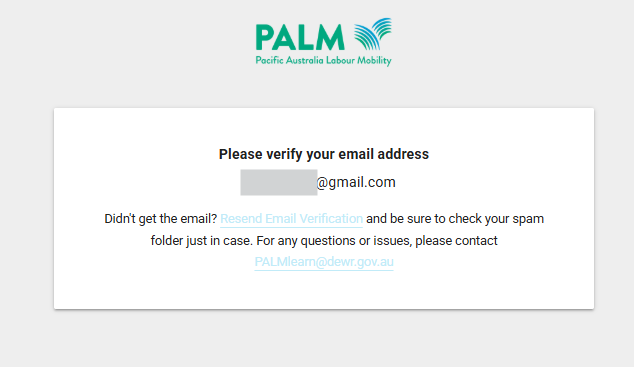 PALM
Pacific Australia Labour Mobility
Please verify your email address
@gmail.com
Didn't get the email? Resend Email Verification and be sure to check your spam
folder just in case. For any questions or issues, please contact
PALMlearn@dewr.gov.au